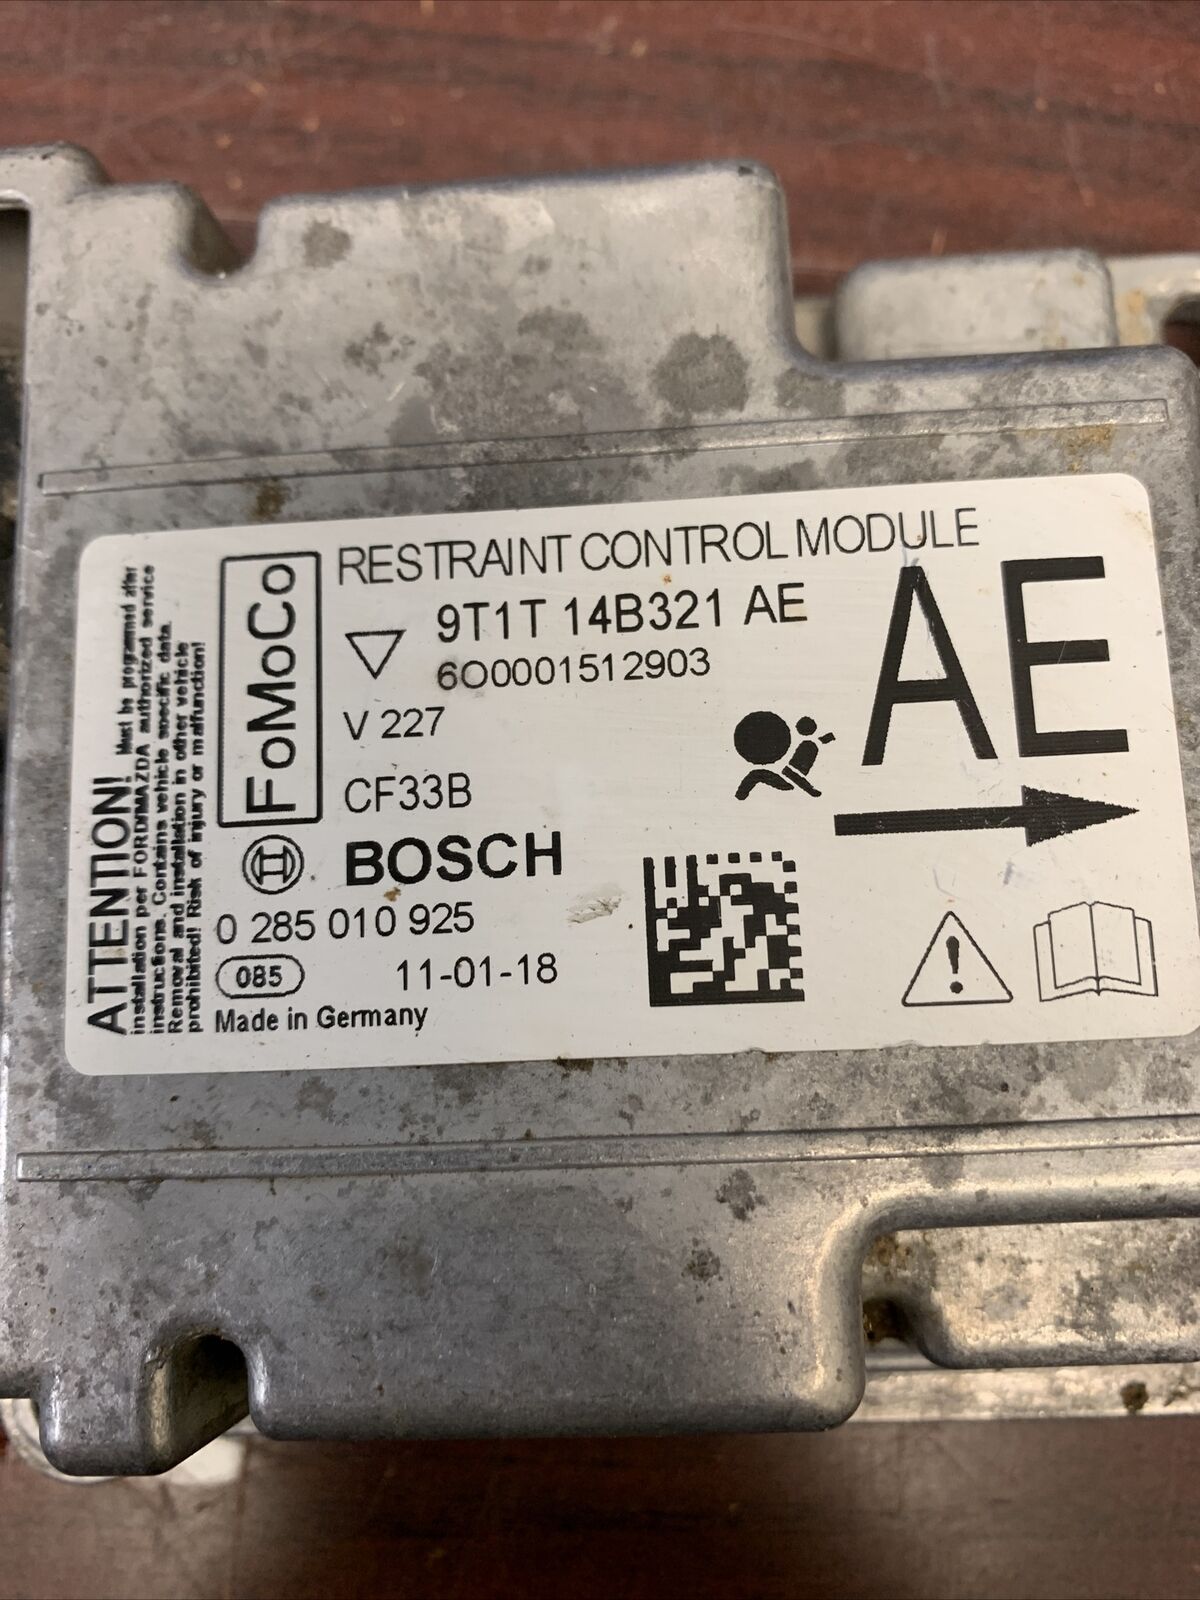 RESTRAINT CONTROL MODULE
FoMoCo
9T1T 14B321 AE
6O0001512903
AE
V 227
CF33B
BOSCH
0 285 010 925
085
11-01-18
Made in Germany
ATTENTION! Must be programmed after
installation per FORD/MAZDA authorized service
instructions. Contains vehicle specific data.
Removal and installation in other vehicle
prohibited! Risk of injury or malfunction!